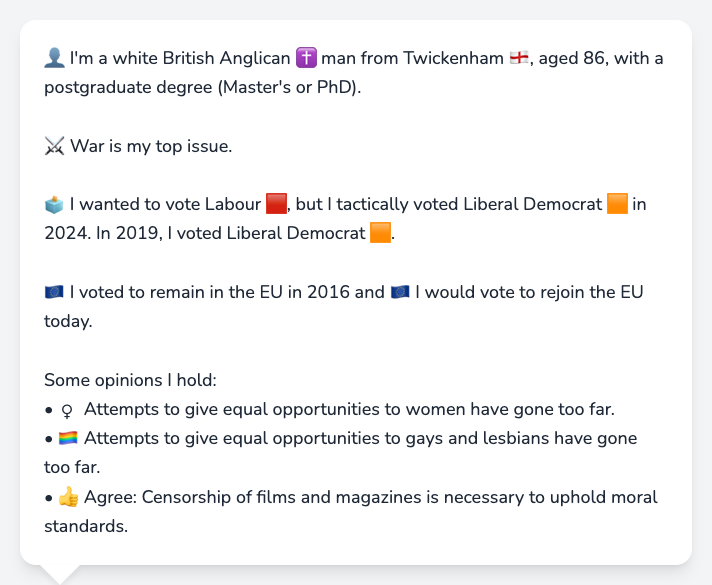 👤 I'm a white British Anglican ✝️ man from Twickenham 🏴󠁧󠁢󠁥󠁮󠁧󠁿, aged 86, with a
postgraduate degree (Master's or PhD).
⚔️ War is my top issue.
🗳️ I wanted to vote Labour 🟥, but I tactically voted Liberal Democrat 🟧 in
2024. In 2019, I voted Liberal Democrat 🟧.
🇪🇺 I voted to remain in the EU in 2016 and 🇪🇺 I would vote to rejoin the EU
today.
Some opinions I hold:
• ♀ Attempts to give equal opportunities to women have gone too far.
• 🏳️‍🌈 Attempts to give equal opportunities to gays and lesbians have gone
too far.
• 👍 Agree: Censorship of films and magazines is necessary to uphold moral
standards.